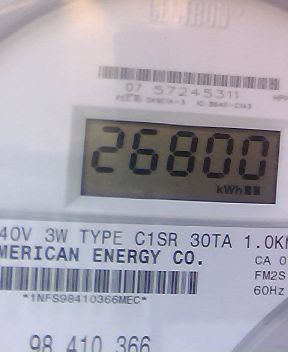 CENTRON
07 57245311
26800
kWh
40V 3W TYPE C1SR 30TA 1.0K
MERICAN ENERGY CO.
CA 0
FM2S
60Hz
*1NFS98410366MEC*
98 410 366